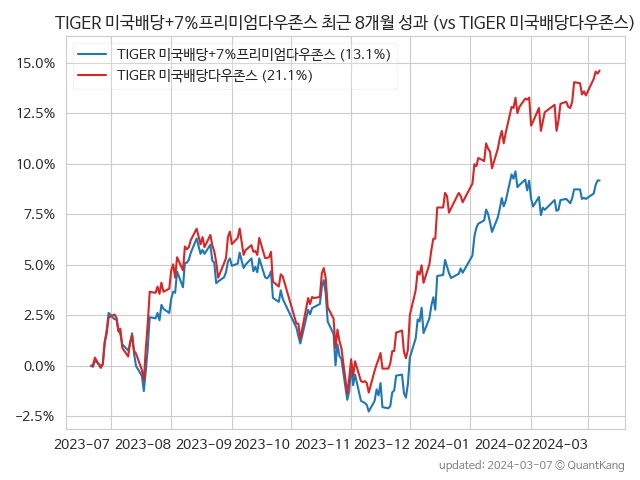 TIGER 미국배당+7%프리미엄다우존스 최근 8개월 성과 (vs TIGER 미국배당다우존스)
TIGER 미국배당+7%프리미엄다우존스 (13.1%)
TIGER 미국배당다우존스 (21.1%)
15.0%
12.5%
10.0%
7.5%
5.0%
2.5%
0.0%
−2.5%
2023-07 2023-08 2023-09 2023-10 2023-11 2023-12 2024-01 2024-02 2024-03
updated: 2024-03-07 © QuantKang